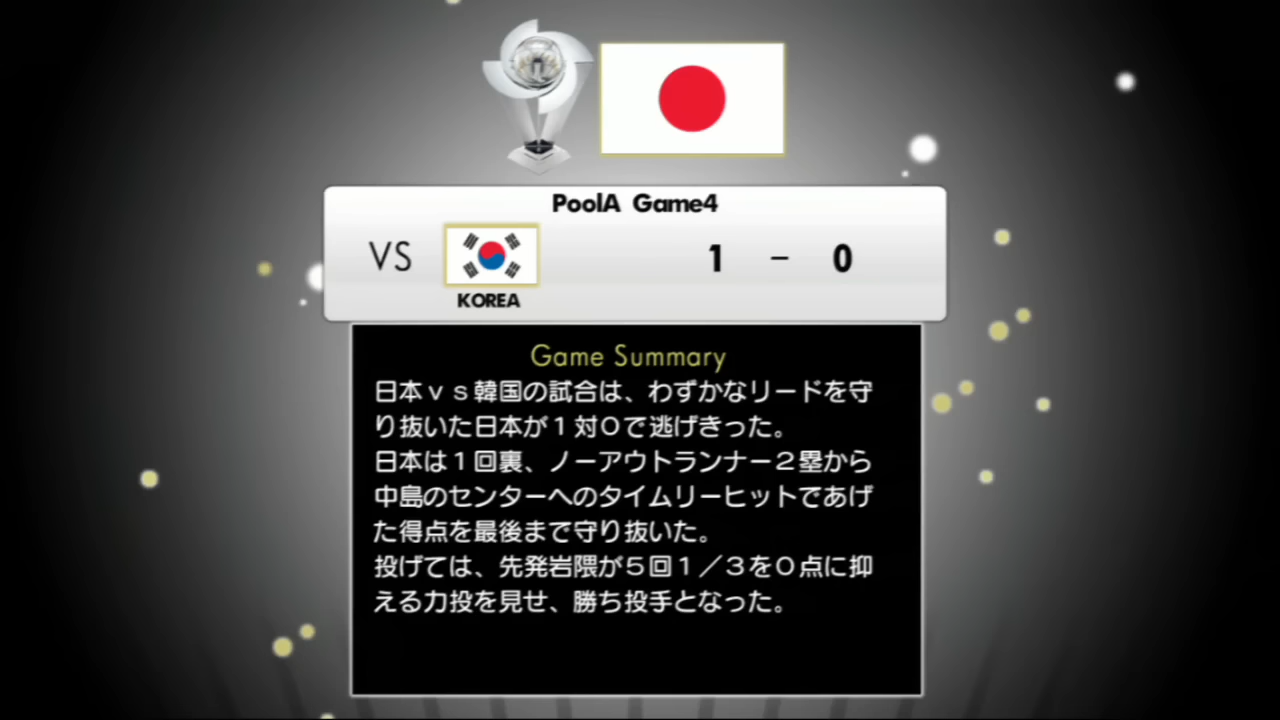 PoolA Game4
VS
1 - 0
KOREA
Game Summary
日本ｖｓ韓国の試合は、わずかなリードを守
り抜いた日本が１対０で逃げきった。
日本は１回裏、ノーアウトランナー２塁から
中島のセンターへのタイムリーヒットであげ
た得点を最後まで守り抜いた。
投げては、先発岩隈が５回１／３を０点に抑
える力投を見せ、勝ち投手となった。